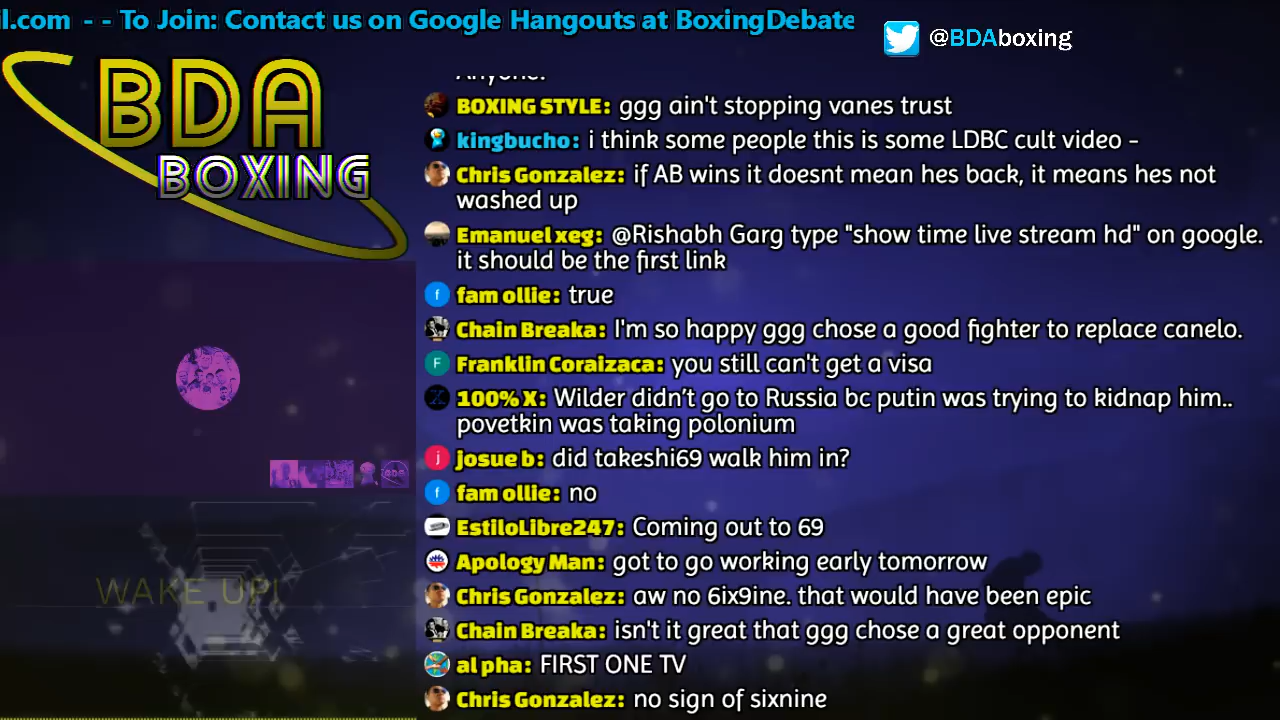 il.com - - To Join: Contact us on Google Hangouts at BoxingDebate
@BDAboxing
BDA
BOXING
Anyone!
BOXING STYLE: ggg ain't stopping vanes trust
kingbucho: i think some people this is some LDBC cult video -
Chris Gonzalez: if AB wins it doesnt mean hes back, it means hes not
washed up
Emanuel xeg: @Rishabh Garg type "show time live stream hd" on google.
it should be the first link
fam ollie: true
Chain Breaka: I'm so happy ggg chose a good fighter to replace canelo.
Franklin Coraizaca: you still can't get a visa
100% X: Wilder didn't go to Russia bc putin was trying to kidnap him..
povetkin was taking polonium
josue b: did takeshi69 walk him in?
fam ollie: no
EstiloLibre247: Coming out to 69
Apology Man: got to go working early tomorrow
Chris Gonzalez: aw no 6ix9ine. that would have been epic
Chain Breaka: isn't it great that ggg chose a great opponent
al pha: FIRST ONE TV
Chris Gonzalez: no sign of sixnine
WAKE UP!